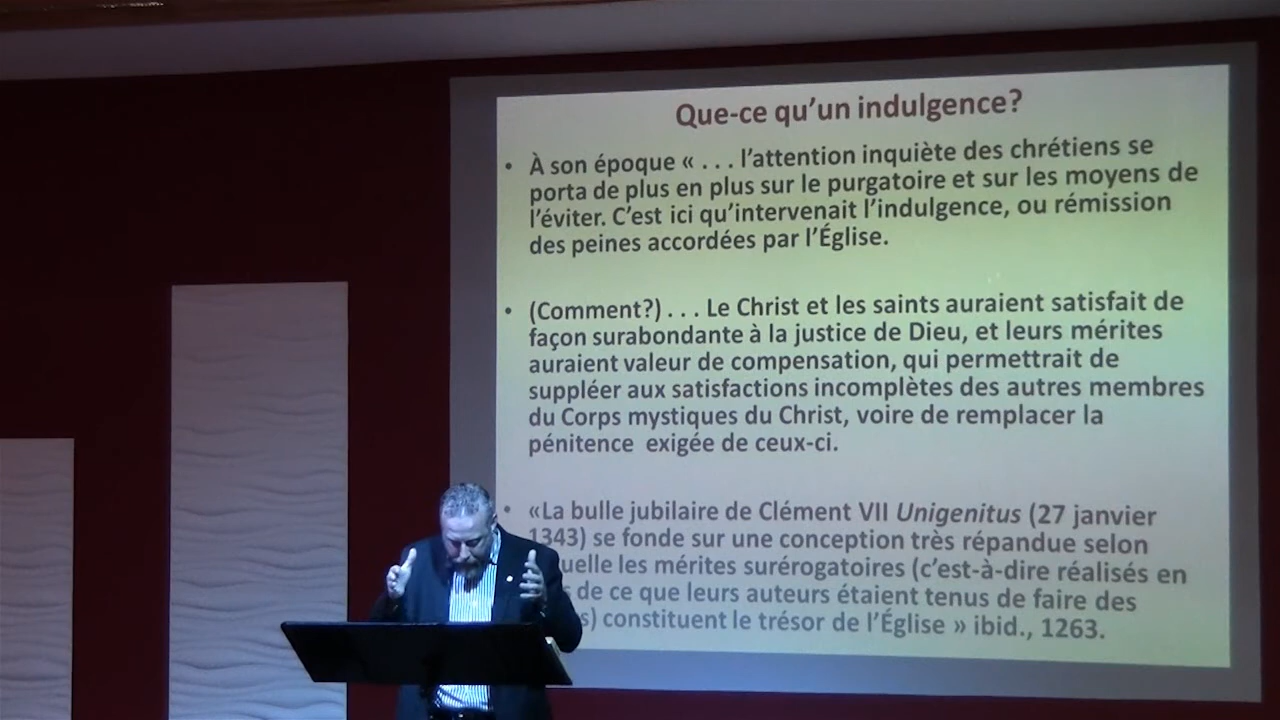 Que-ce qu'un indulgence?
• À son époque « . . . l'attention inquiète des chrétiens se
porta de plus en plus sur le purgatoire et sur les moyens de
l'éviter. C'est ici qu'intervenait l'indulgence, ou rémission
des peines accordées par l'Église.
• (Comment?) . . . Le Christ et les saints auraient satisfait de
façon surabondante à la justice de Dieu, et leurs mérites
auraient valeur de compensation, qui permettrait de
suppléer aux satisfactions incomplètes des autres membres
du Corps mystiques du Christ, voire de remplacer la
pénitence exigée de ceux-ci.
• «La bulle jubilaire de Clément VII Unigenitus (27 janvier
1343) se fonde sur une conception très répandue selon
les mérites surérogatoires (c'est-à-dire réalisés en
de ce que leurs auteurs étaient tenus de faire des
constituent le trésor de l'Église » ibid., 1263.